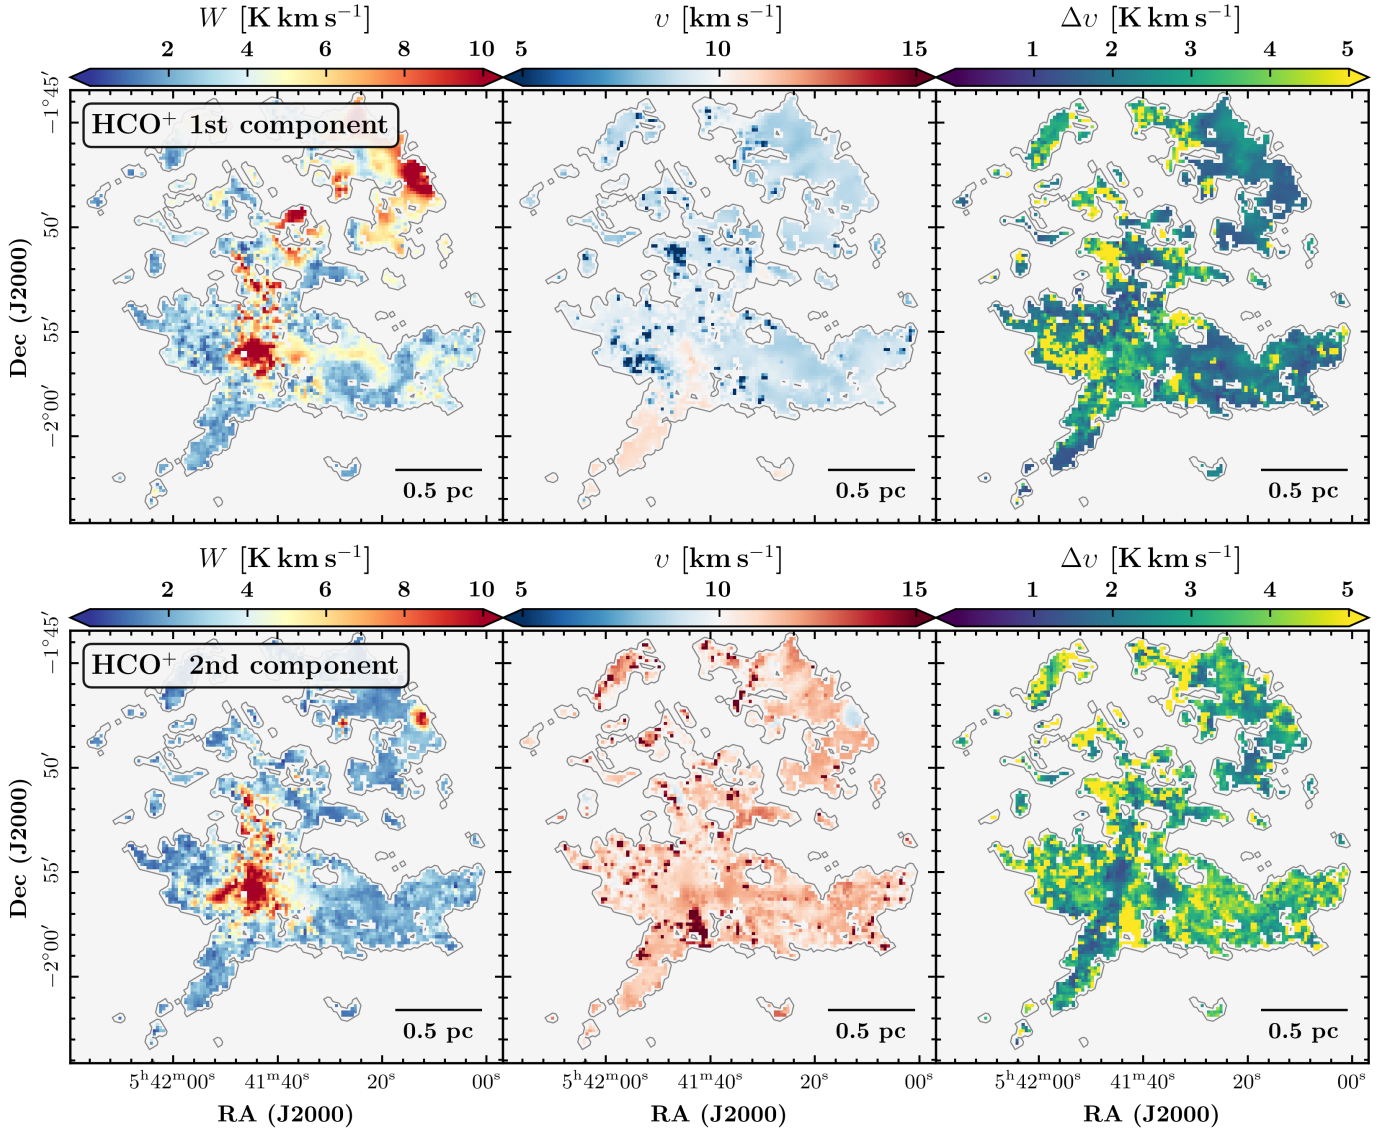 W [K km s⁻¹]
υ [km s⁻¹]
Δυ [K km s⁻¹]
2 4 6 8 10
5 10 15
1 2 3 4 5
HCO⁺ 1st component
−1°45′
50′
55′
−2°00′
Dec (J2000)
0.5 pc
0.5 pc
0.5 pc
W [K km s⁻¹]
υ [km s⁻¹]
Δυ [K km s⁻¹]
2 4 6 8 10
5 10 15
1 2 3 4 5
HCO⁺ 2nd component
−1°45′
50′
55′
−2°00′
Dec (J2000)
0.5 pc
0.5 pc
0.5 pc
5ʰ42ᵐ00ˢ 41ᵐ40ˢ 20ˢ 00ˢ
5ʰ42ᵐ00ˢ 41ᵐ40ˢ 20ˢ 00ˢ
5ʰ42ᵐ00ˢ 41ᵐ40ˢ 20ˢ 00ˢ
RA (J2000)
RA (J2000)
RA (J2000)